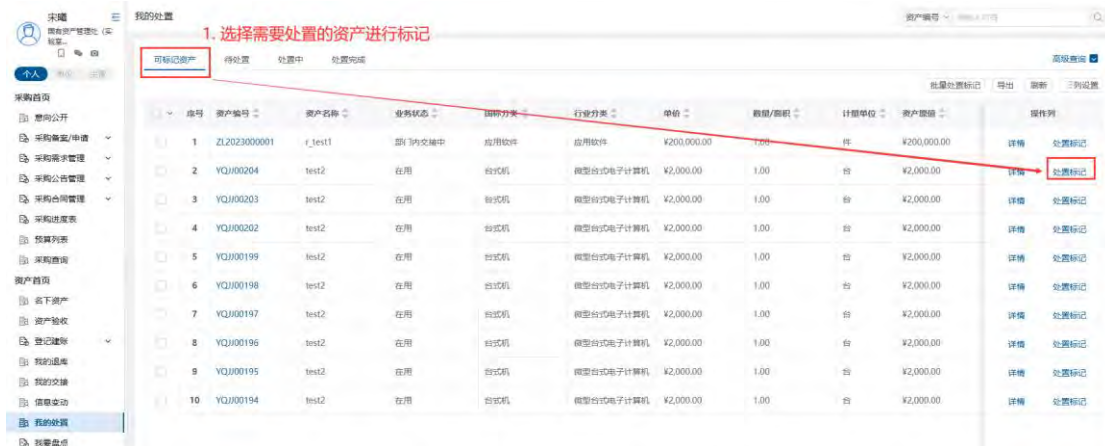 宋曦
国有资产管理处（实
验室...
个人
采购首页
意向公开
采购备案/申请
采购需求管理
采购公告管理
采购合同管理
采购进度表
预算列表
采购查询
资产首页
名下资产
资产验收
登记建账
我的退库
我的交接
信息变动
我的处置
我要盘点
我的处置
资产编号
1. 选择需要处置的资产进行标记
可标记资产 待处置 处置中 处置完成
高级查询
批量处置标记 导出 刷新 列设置
序号 资产编号 资产名称 业务状态 国标分类 行业分类 单价 数量/面积 计量单位 资产原值 操作列
1 ZL2023000001 r_test1 部门内交接中 应用软件 应用软件 ¥200,000.00 1.00 件 ¥200,000.00 详情 处置标记
2 YQJJ00204 test2 在用 台式机 微型台式电子计算机 ¥2,000.00 1.00 台 ¥2,000.00 详情 处置标记
3 YQJJ00203 test2 在用 台式机 微型台式电子计算机 ¥2,000.00 1.00 台 ¥2,000.00 详情 处置标记
4 YQJJ00202 test2 在用 台式机 微型台式电子计算机 ¥2,000.00 1.00 台 ¥2,000.00 详情 处置标记
5 YQJJ00199 test2 在用 台式机 微型台式电子计算机 ¥2,000.00 1.00 台 ¥2,000.00 详情 处置标记
6 YQJJ00198 test2 在用 台式机 微型台式电子计算机 ¥2,000.00 1.00 台 ¥2,000.00 详情 处置标记
7 YQJJ00197 test2 在用 台式机 微型台式电子计算机 ¥2,000.00 1.00 台 ¥2,000.00 详情 处置标记
8 YQJJ00196 test2 在用 台式机 微型台式电子计算机 ¥2,000.00 1.00 台 ¥2,000.00 详情 处置标记
9 YQJJ00195 test2 在用 台式机 微型台式电子计算机 ¥2,000.00 1.00 台 ¥2,000.00 详情 处置标记
10 YQJJ00194 test2 在用 台式机 微型台式电子计算机 ¥2,000.00 1.00 台 ¥2,000.00 详情 处置标记